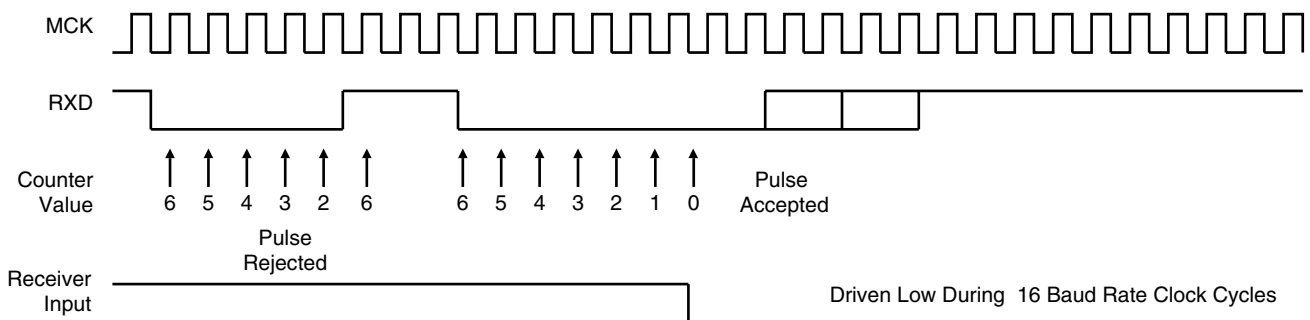 MCK
RXD
Counter
Value
6 5 4 3 2 6 6 5 4 3 2 1 0
Pulse
Accepted
Pulse
Rejected
Receiver
Input
Driven Low During 16 Baud Rate Clock Cycles